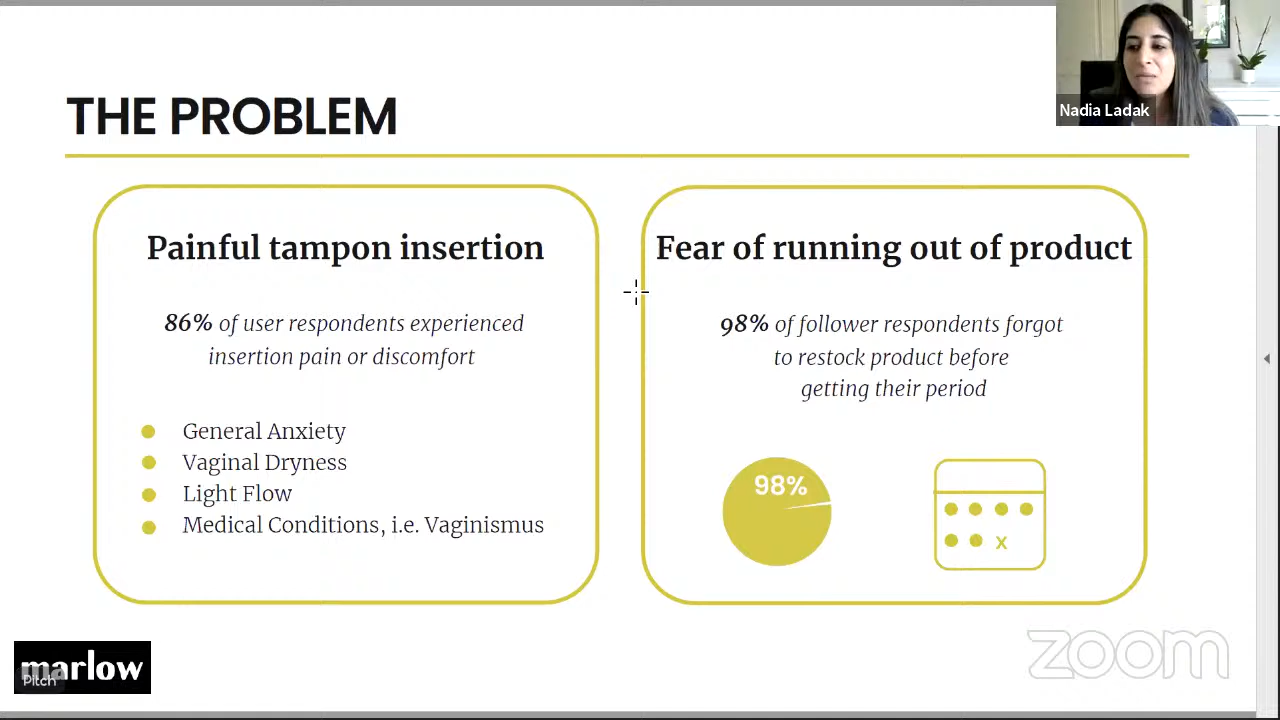 Nadia Ladak
THE PROBLEM
Painful tampon insertion
86% of user respondents experienced
insertion pain or discomfort
General Anxiety
Vaginal Dryness
Light Flow
Medical Conditions, i.e. Vaginismus
Fear of running out of product
98% of follower respondents forgot
to restock product before
getting their period
98%
x
marlow
Pitch
zoom